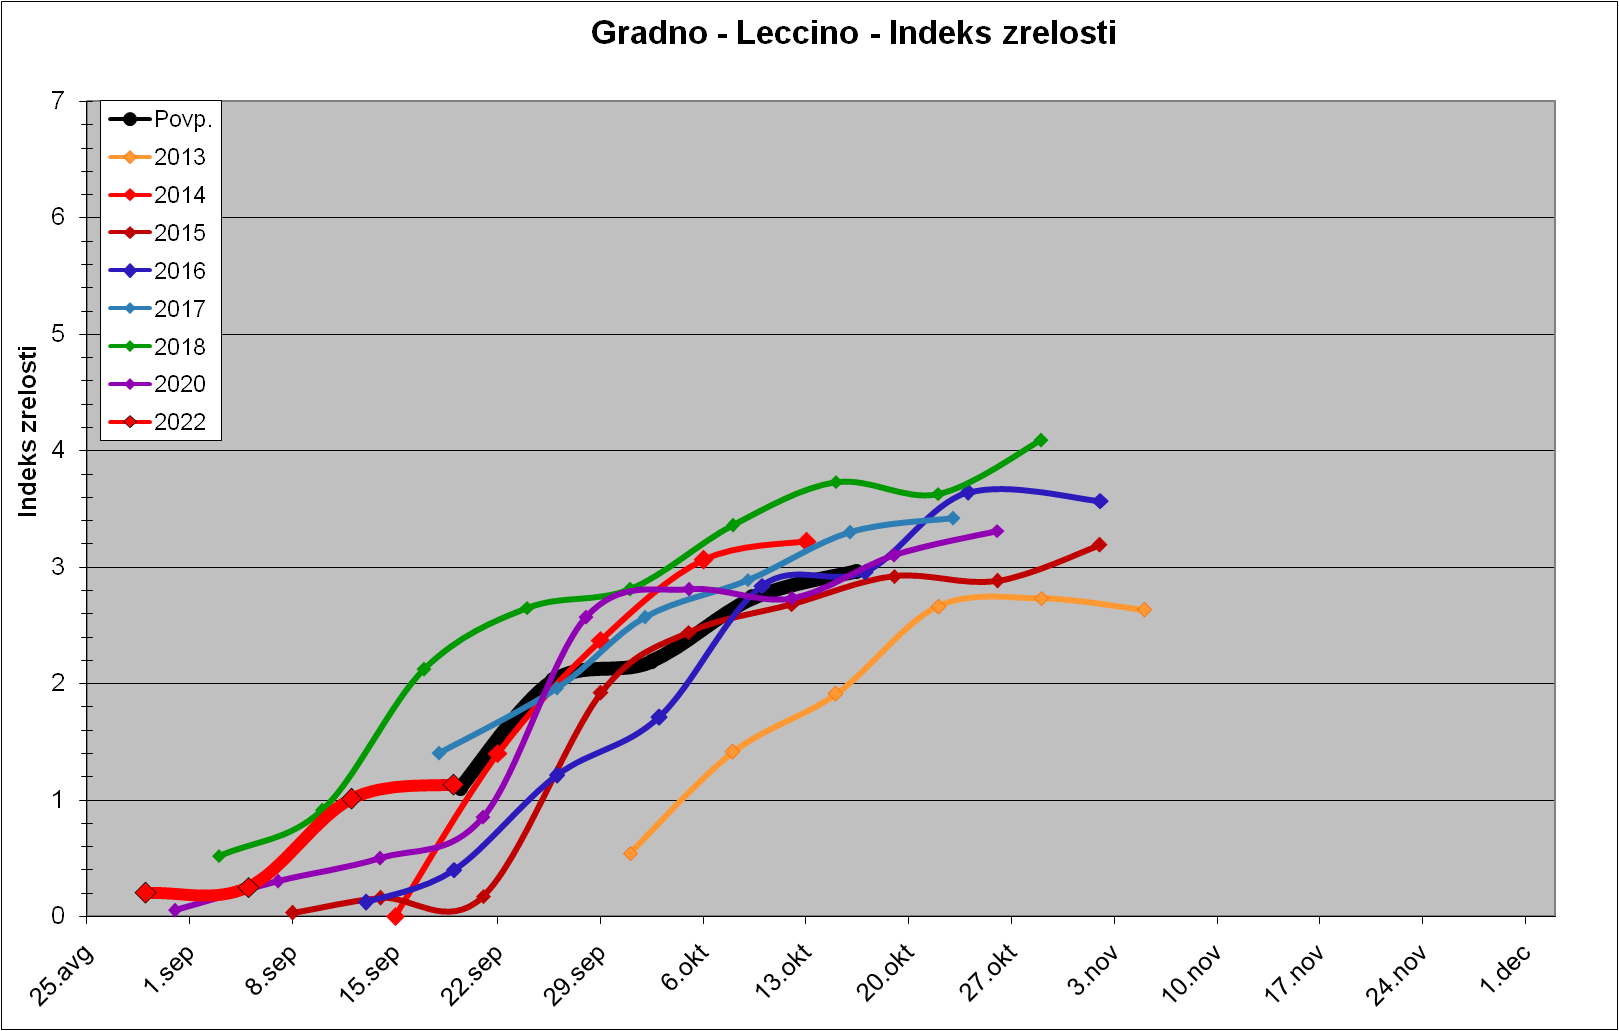 Gradno - Leccino - Indeks zrelosti
Indeks zrelosti
7
6
5
4
3
2
1
0
Povp.
2013
2014
2015
2016
2017
2018
2020
2022
25.avg
1.sep
8.sep
15.sep
22.sep
29.sep
6.okt
13.okt
20.okt
27.okt
3.nov
10.nov
17.nov
24.nov
1.dec